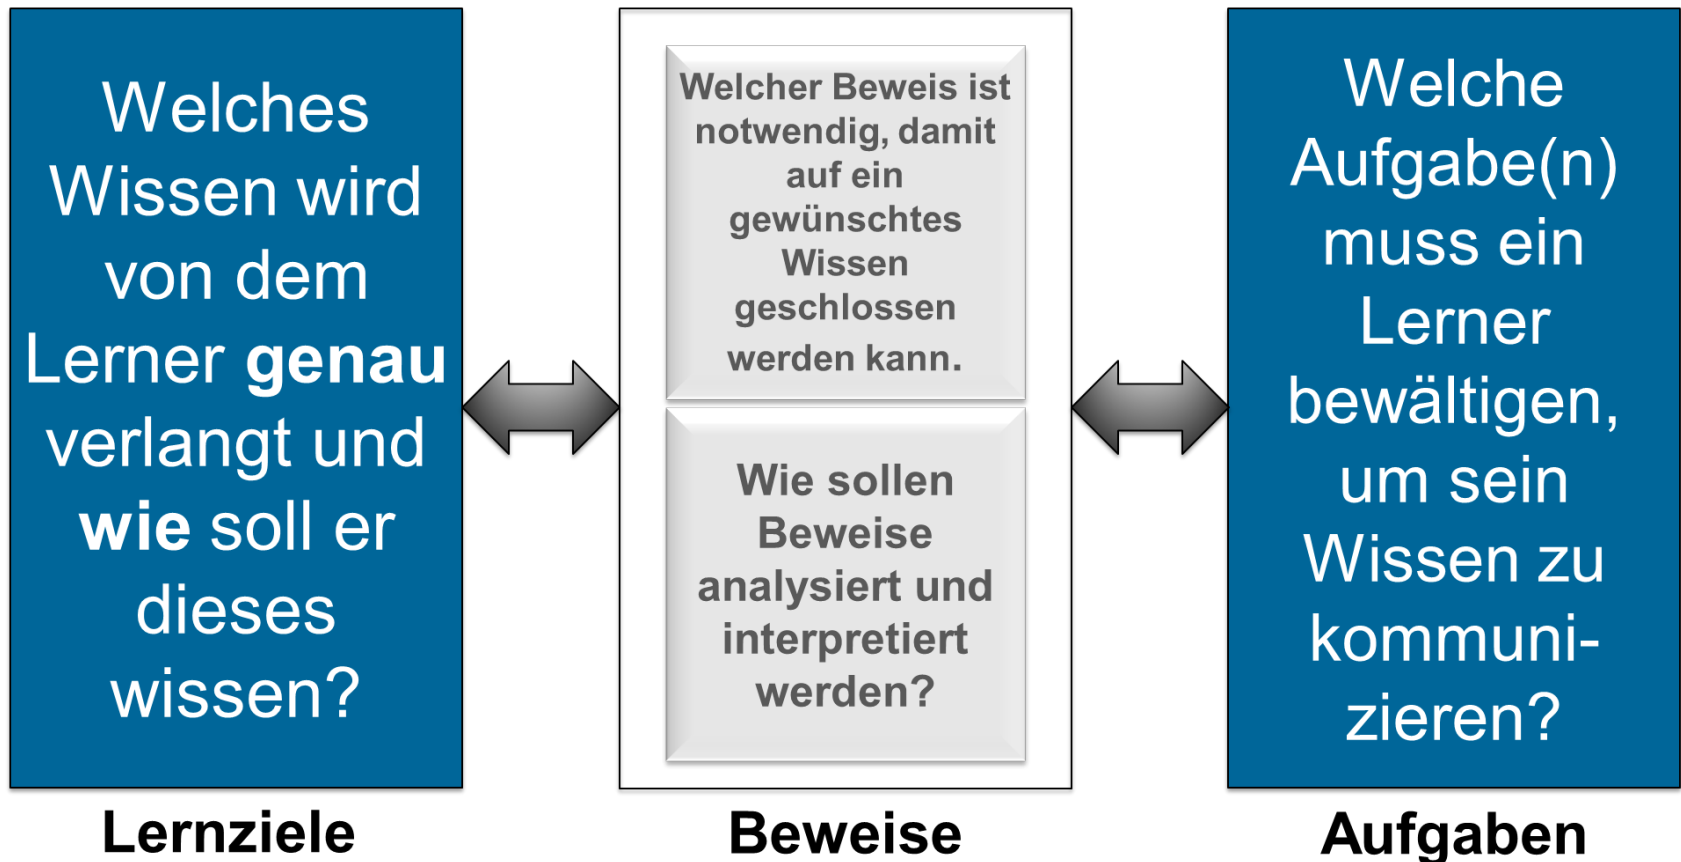 Welches
Wissen wird
von dem
Lerner genau
verlangt und
wie soll er
dieses
wissen?
Lernziele
Welcher Beweis ist
notwendig, damit
auf ein
gewünschtes
Wissen
geschlossen
werden kann.
Wie sollen
Beweise
analysiert und
interpretiert
werden?
Beweise
Welche
Aufgabe(n)
muss ein
Lerner
bewältigen,
um sein
Wissen zu
kommuni-
zieren?
Aufgaben